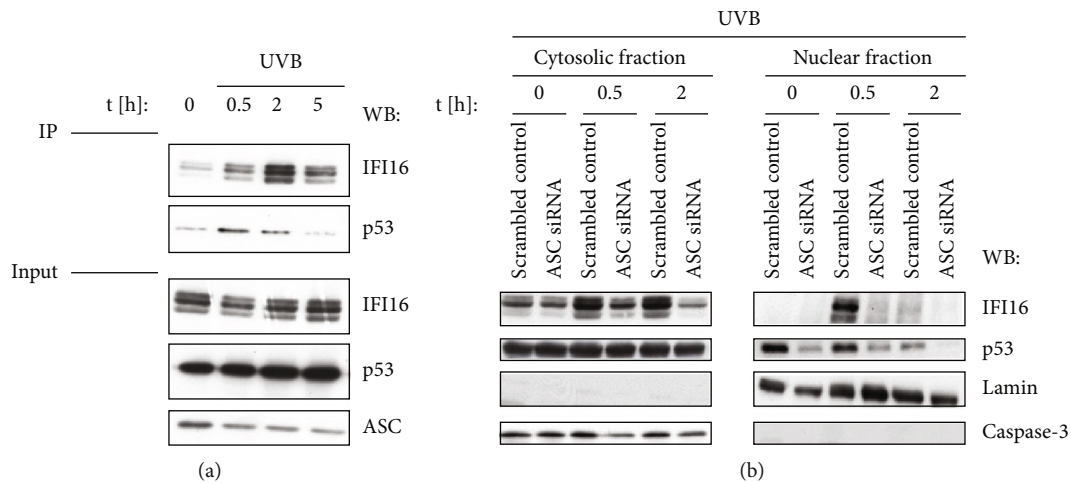 UVB
t [h]: 0 0.5 2 5 WB:
IP
IFI16
p53
Input
IFI16
p53
ASC
(a)
UVB
Cytosolic fraction Nuclear fraction
t [h]: 0 0.5 2 0 0.5 2
Scrambled control
ASC siRNA
Scrambled control
ASC siRNA
Scrambled control
ASC siRNA
Scrambled control
ASC siRNA
Scrambled control
ASC siRNA
Scrambled control
ASC siRNA
WB:
IFI16
p53
Lamin
Caspase-3
(b)